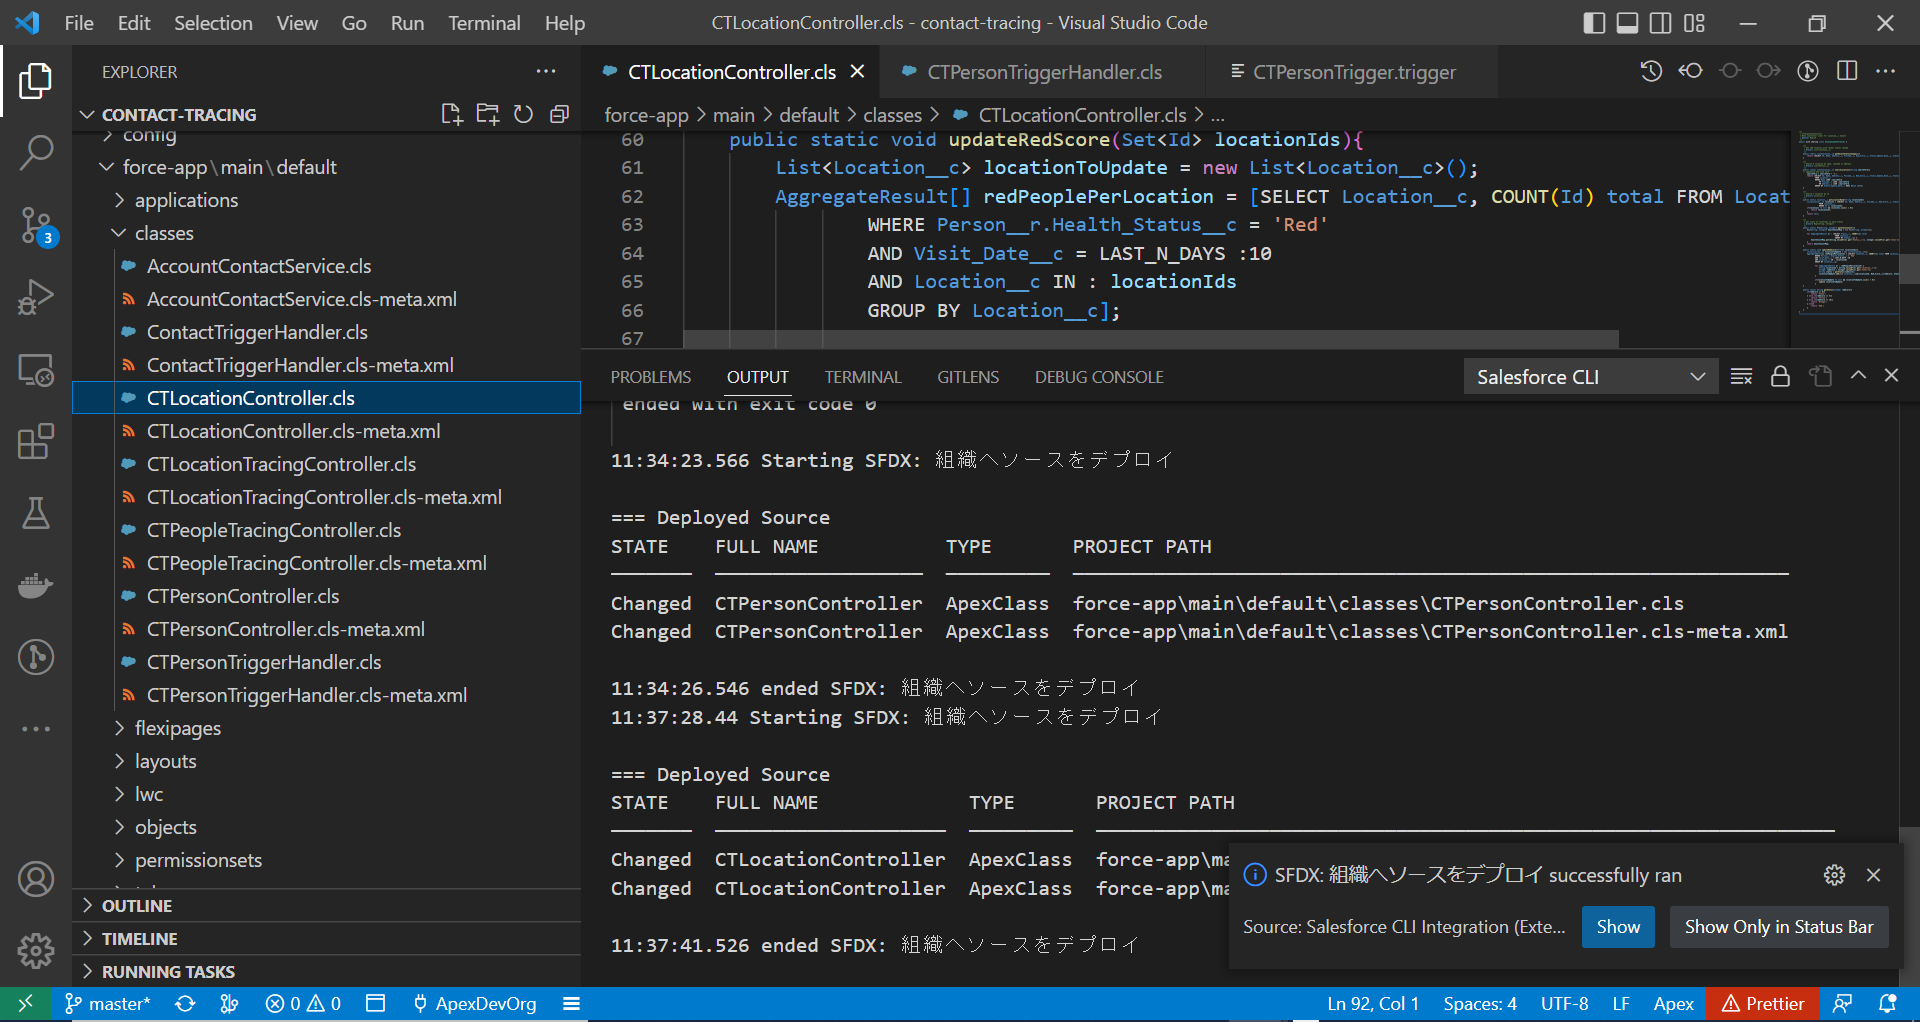 File Edit Selection View Go Run Terminal Help
CTLocationController.cls - contact-tracing - Visual Studio Code
EXPLORER
CONTACT-TRACING
config
force-app\main\default
applications
classes
AccountContactService.cls
AccountContactService.cls-meta.xml
ContactTriggerHandler.cls
ContactTriggerHandler.cls-meta.xml
CTLocationController.cls
CTLocationController.cls-meta.xml
CTLocationTracingController.cls
CTLocationTracingController.cls-meta.xml
CTPeopleTracingController.cls
CTPeopleTracingController.cls-meta.xml
CTPersonController.cls
CTPersonController.cls-meta.xml
CTPersonTriggerHandler.cls
CTPersonTriggerHandler.cls-meta.xml
flexipages
layouts
lwc
objects
permissionsets
OUTLINE
TIMELINE
RUNNING TASKS
3
CTLocationController.cls CTPersonTriggerHandler.cls CTPersonTrigger.trigger
force-app > main > default > classes > CTLocationController.cls > ...
60 public static void updateRedScore(Set<Id> locationIds){
61 List<Location__c> locationToUpdate = new List<Location__c>();
62 AggregateResult[] redPeoplePerLocation = [SELECT Location__c, COUNT(Id) total FROM Locat
63 WHERE Person__r.Health_Status__c = 'Red'
64 AND Visit_Date__c = LAST_N_DAYS :10
65 AND Location__c IN : locationIds
66 GROUP BY Location__c];
67
PROBLEMS OUTPUT TERMINAL GITLENS DEBUG CONSOLE
Salesforce CLI
ended with exit code 0
11:34:23.566 Starting SFDX: 組織へソースをデプロイ
=== Deployed Source
STATE FULL NAME TYPE PROJECT PATH
Changed CTPersonController ApexClass force-app\main\default\classes\CTPersonController.cls
Changed CTPersonController ApexClass force-app\main\default\classes\CTPersonController.cls-meta.xml
11:34:26.546 ended SFDX: 組織へソースをデプロイ
11:37:28.44 Starting SFDX: 組織へソースをデプロイ
=== Deployed Source
STATE FULL NAME TYPE PROJECT PATH
Changed CTLocationController ApexClass force-app\ma
Changed CTLocationController ApexClass force-app\ma
11:37:41.526 ended SFDX: 組織へソースをデプロイ
SFDX: 組織へソースをデプロイ successfully ran
Source: Salesforce CLI Integration (Exte...
Show
Show Only in Status Bar
master* 0 0 ApexDevOrg
Ln 92, Col 1 Spaces: 4 UTF-8 LF Apex Prettier